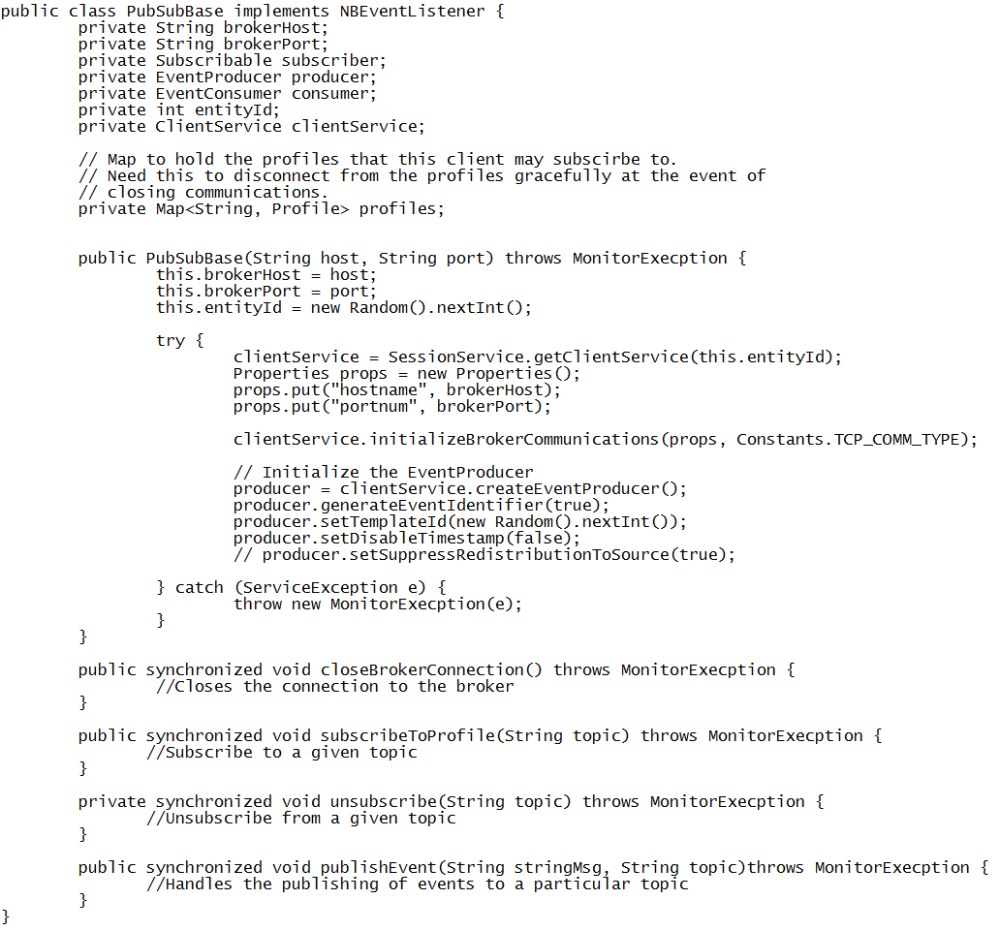 public class PubSubBase implements NBEventListener {
private String brokerHost;
private String brokerPort;
private Subscribable subscriber;
private EventProducer producer;
private EventConsumer consumer;
private int entityId;
private ClientService clientService;
// Map to hold the profiles that this client may subscirbe to.
// Need this to disconnect from the profiles gracefully at the event of
// closing communications.
private Map<String, Profile> profiles;
public PubSubBase(String host, String port) throws MonitorExecption {
this.brokerHost = host;
this.brokerPort = port;
this.entityId = new Random().nextInt();
try {
clientService = SessionService.getClientService(this.entityId);
Properties props = new Properties();
props.put("hostname", brokerHost);
props.put("portnum", brokerPort);
clientService.initializeBrokerCommunications(props, Constants.TCP_COMM_TYPE);
// Initialize the EventProducer
producer = clientService.createEventProducer();
producer.generateEventIdentifier(true);
producer.setTemplateId(new Random().nextInt());
producer.setDisableTimestamp(false);
// producer.setSuppressRedistributionToSource(true);
} catch (ServiceException e) {
throw new MonitorExecption(e);
}
}
public synchronized void closeBrokerConnection() throws MonitorExecption {
//Closes the connection to the broker
}
public synchronized void subscribeToProfile(String topic) throws MonitorExecption {
//Subscribe to a given topic
}
private synchronized void unsubscribe(String topic) throws MonitorExecption {
//Unsubscribe from a given topic
}
public synchronized void publishEvent(String stringMsg, String topic)throws MonitorExecption {
//Handles the publishing of events to a particular topic
}
}